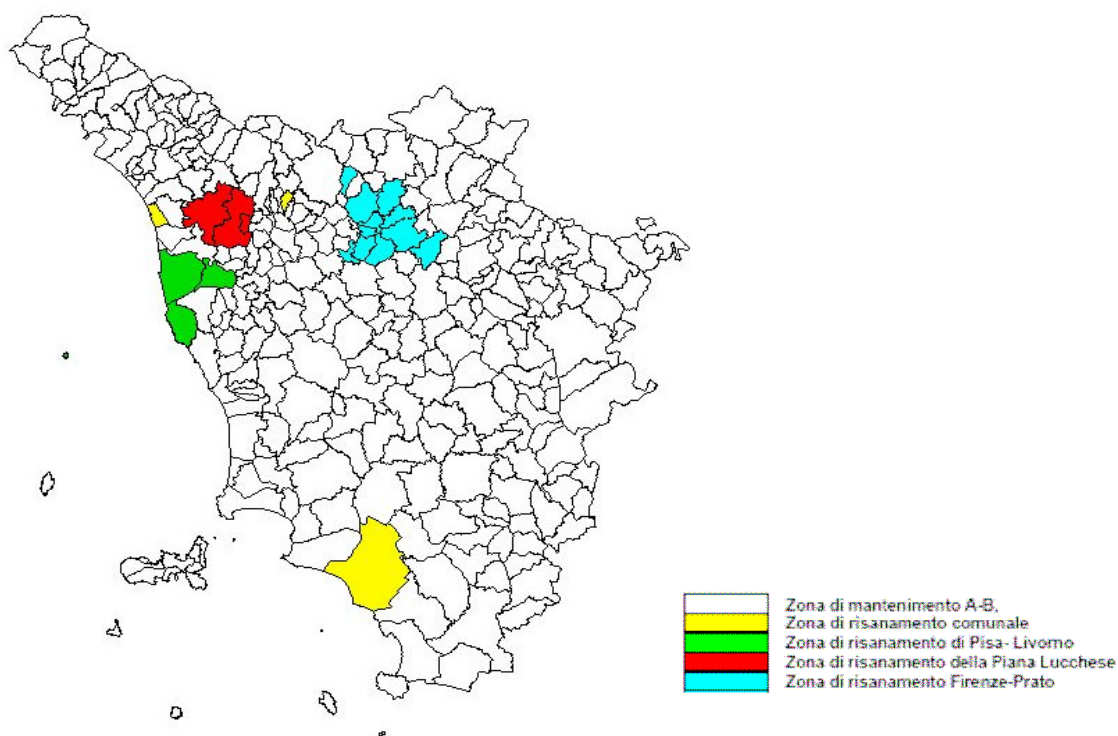 Zona di mantenimento A-B,
Zona di risanamento comunale
Zona di risanamento di Pisa- Livorno
Zona di risanamento della Piana Lucchese
Zona di risanamento Firenze-Prato